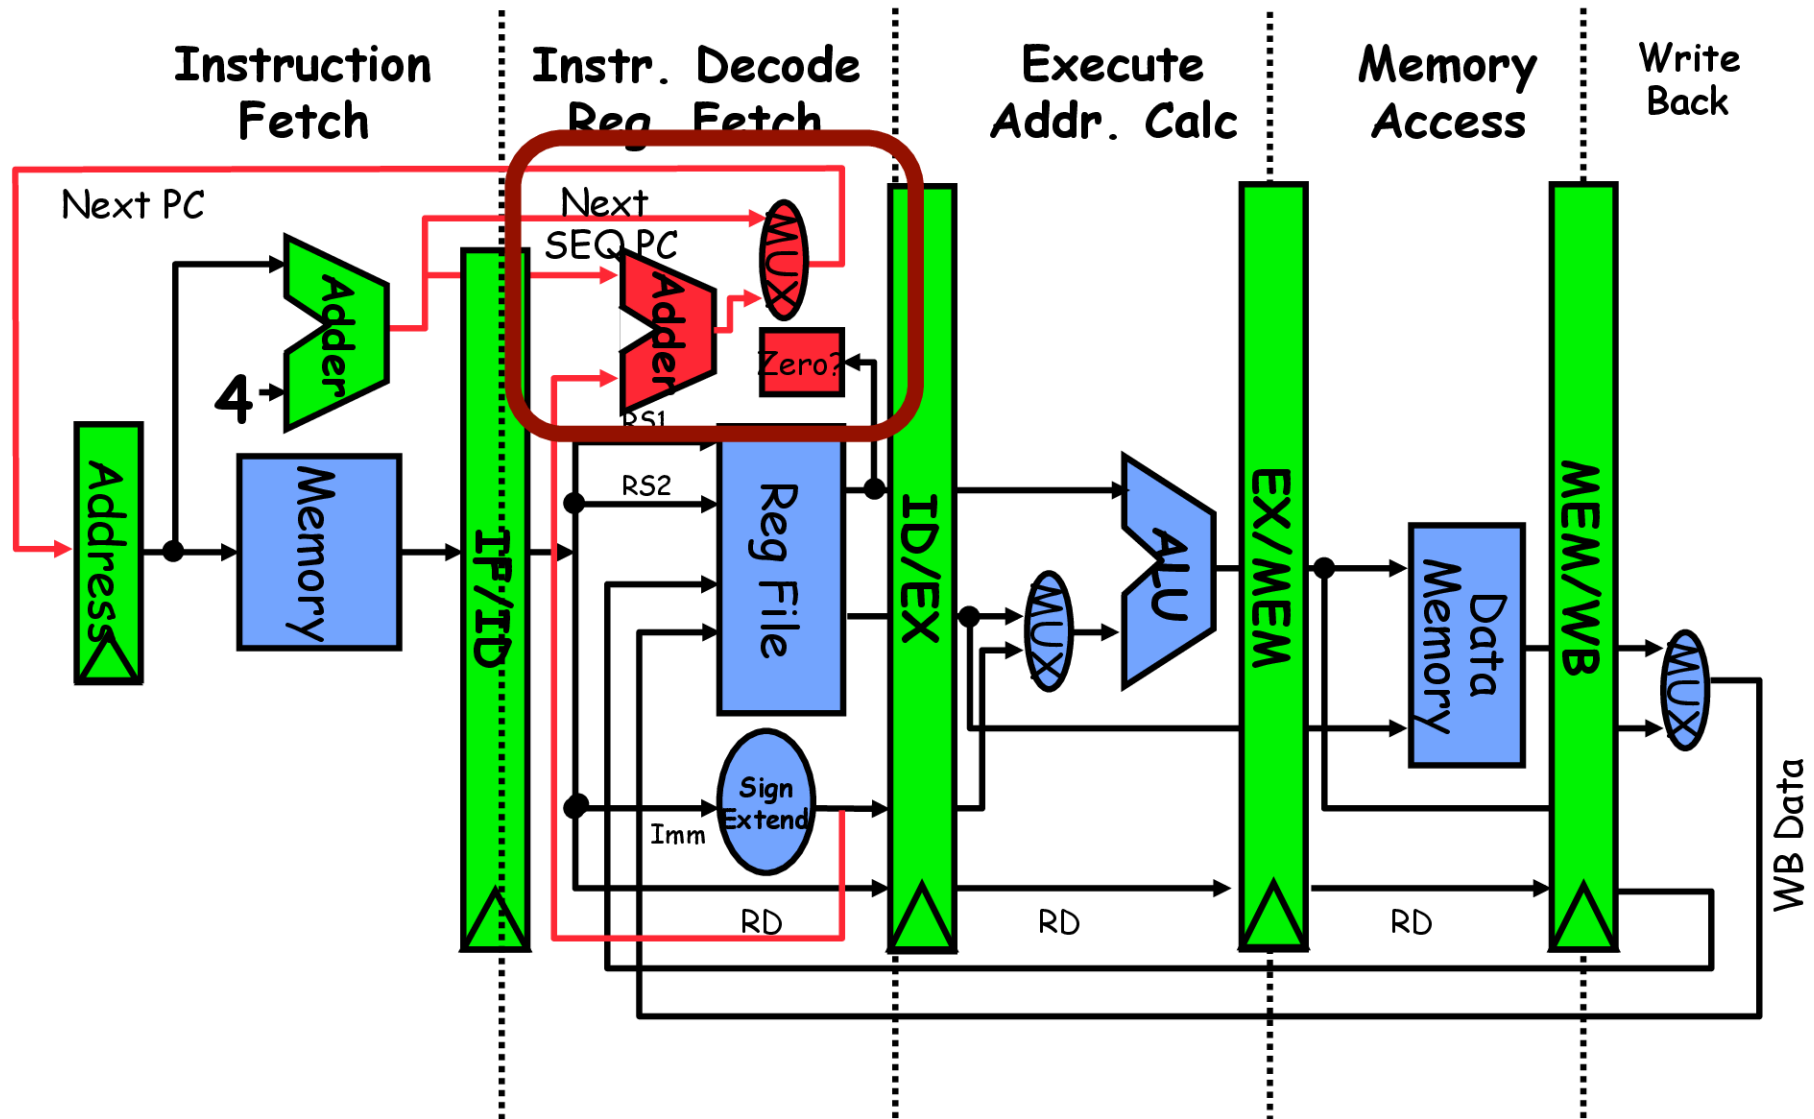 Instruction
Fetch
Instr. Decode
Reg. Fetch
Execute
Addr. Calc
Memory
Access
Write
Back
Next PC
Next
SEQ PC
MUX
Adder
Adder
Zero?
4
RS1
Address
Memory
IF/ID
RS2
Reg File
ID/EX
MUX
ALU
EX/MEM
Data
Memory
MEM/WB
MUX
Sign
Extend
Imm
RD
RD
RD
WB Data